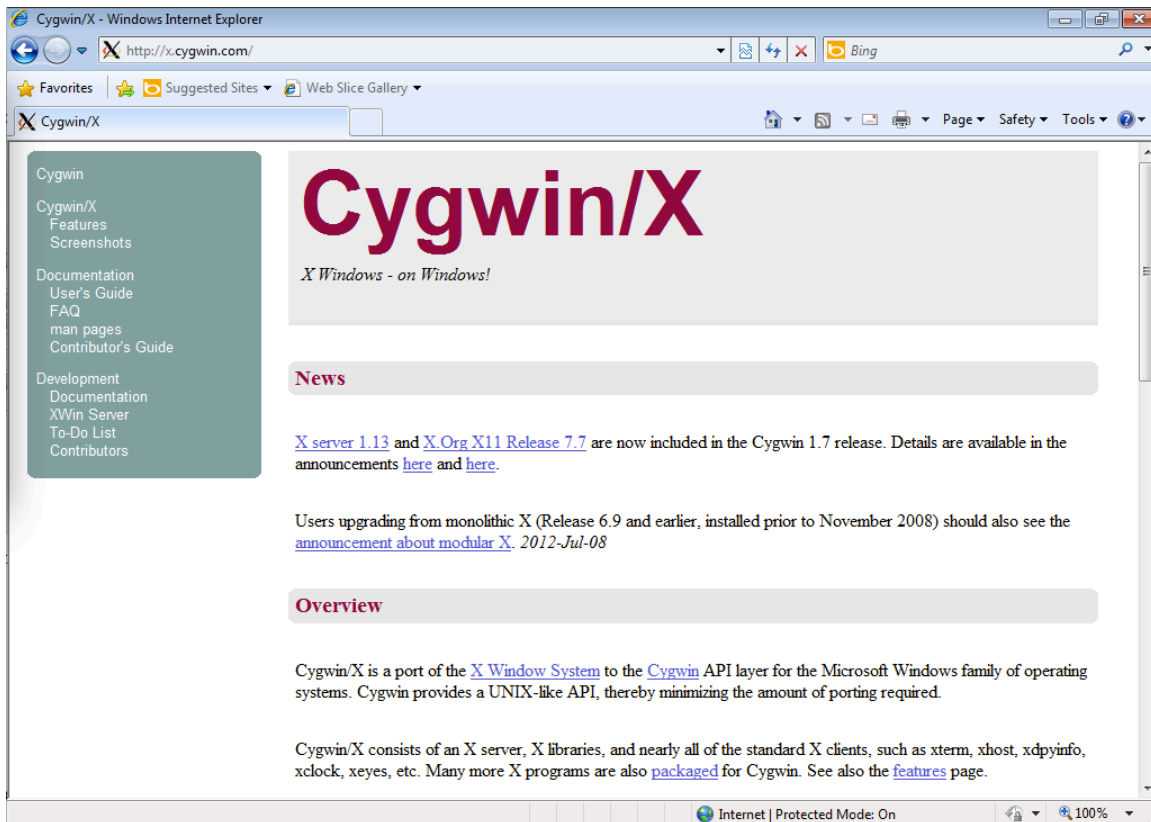 Cygwin/X - Windows Internet Explorer
http://x.cygwin.com/
Bing
Favorites
Suggested Sites
Web Slice Gallery
Cygwin/X
Page
Safety
Tools
Cygwin
Cygwin/X
Features
Screenshots
Documentation
User's Guide
FAQ
man pages
Contributor's Guide
Development
Documentation
XWin Server
To-Do List
Contributors
Cygwin/X
X Windows - on Windows!
News
X server 1.13 and X.Org X11 Release 7.7 are now included in the Cygwin 1.7 release. Details are available in the
announcements here and here.
Users upgrading from monolithic X (Release 6.9 and earlier, installed prior to November 2008) should also see the
announcement about modular X. 2012-Jul-08
Overview
Cygwin/X is a port of the X Window System to the Cygwin API layer for the Microsoft Windows family of operating
systems. Cygwin provides a UNIX-like API, thereby minimizing the amount of porting required.
Cygwin/X consists of an X server, X libraries, and nearly all of the standard X clients, such as xterm, xhost, xdpyinfo,
xclock, xeyes, etc. Many more X programs are also packaged for Cygwin. See also the features page.
Internet | Protected Mode: On
100%